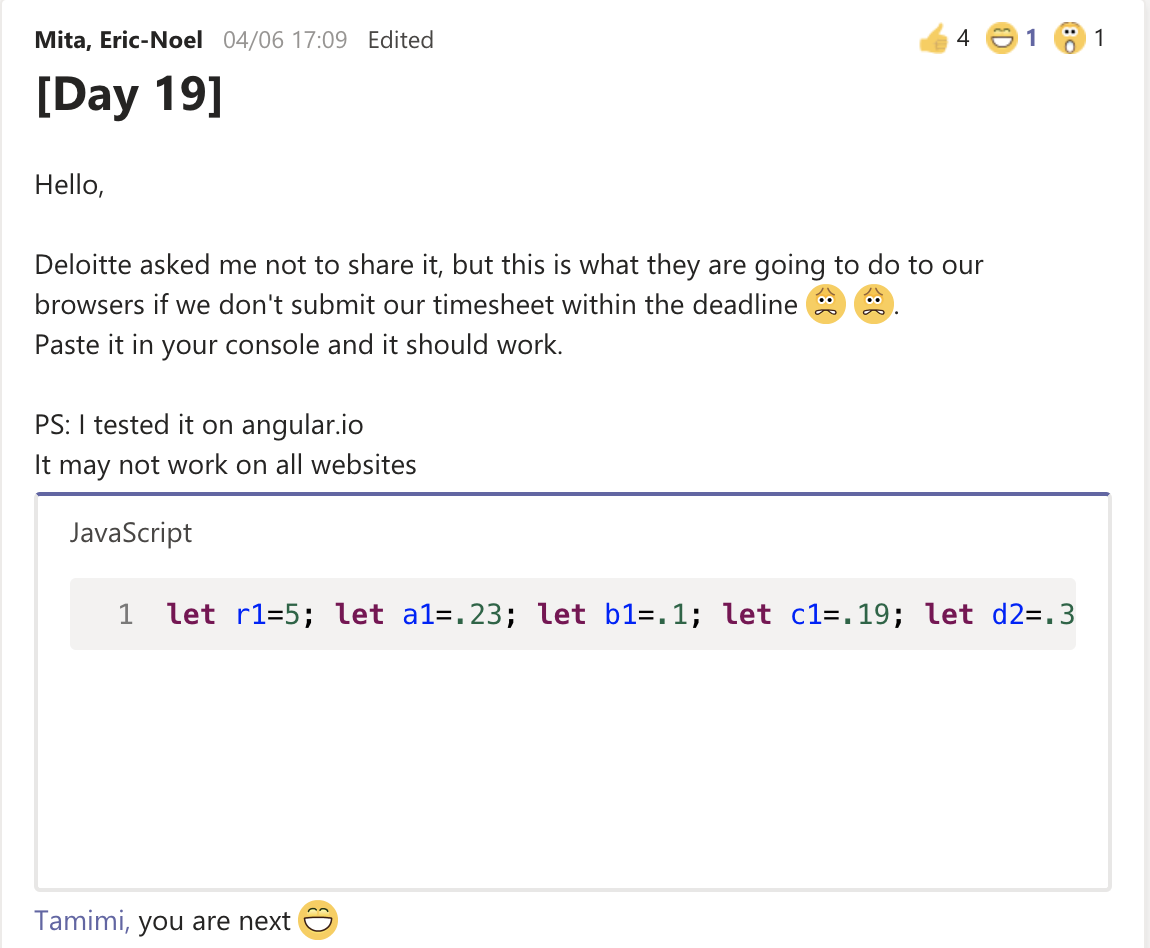 Mita, Eric-Noel 04/06 17:09 Edited 4 1 1
[Day 19]
Hello,
Deloitte asked me not to share it, but this is what they are going to do to our
browsers if we don't submit our timesheet within the deadline .
Paste it in your console and it should work.
PS: I tested it on angular.io
It may not work on all websites
JavaScript
1 let r1=5; let a1=.23; let b1=.1; let c1=.19; let d2=.3
Tamimi, you are next